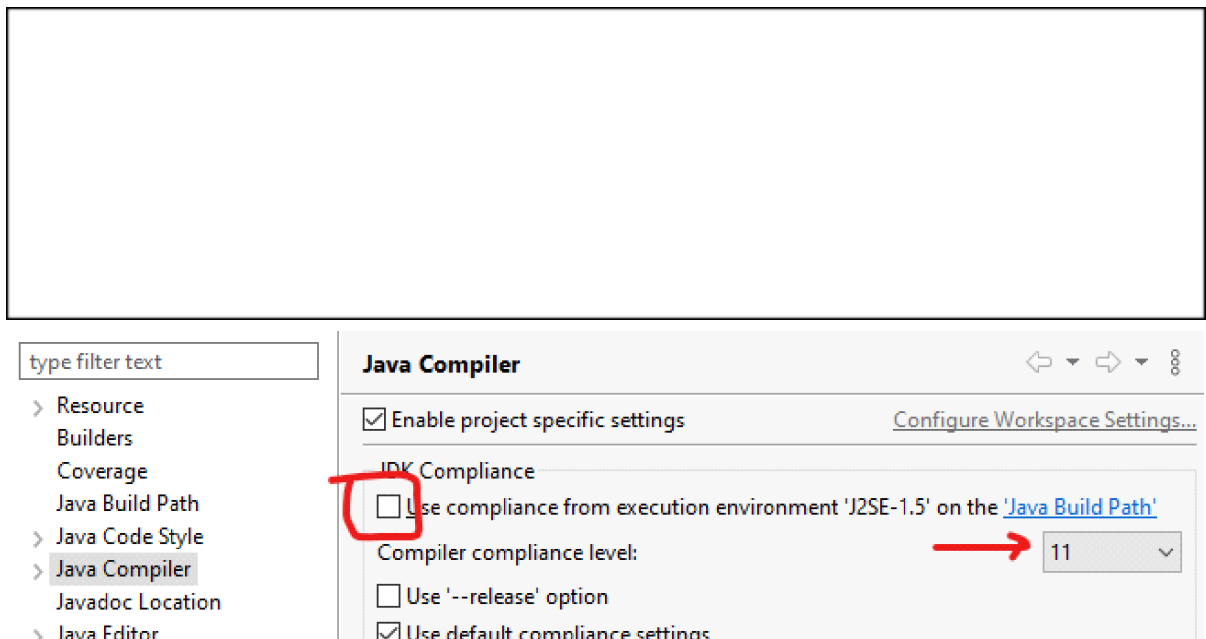 type filter text
Resource
Builders
Coverage
Java Build Path
Java Code Style
Java Compiler
Javadoc Location
Java Editor
Java Compiler
Enable project specific settings
Configure Workspace Settings...
JDK Compliance
Use compliance from execution environment 'J2SE-1.5' on the 'Java Build Path'
Compiler compliance level:
11
Use '--release' option
Use default compliance settings